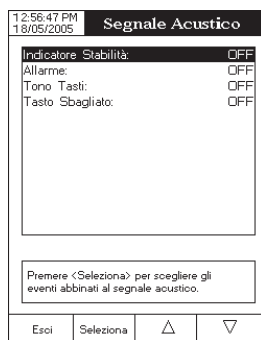 12:56:47 PM
18/05/2005
Segnale Acustico
Indicatore Stabilità: OFF
Allarme: OFF
Tono Tasti: OFF
Tasto Sbagliato: OFF
Premere <Seleziona> per scegliere gli
eventi abbinati al segnale acustico.
Esci Seleziona △ ▽